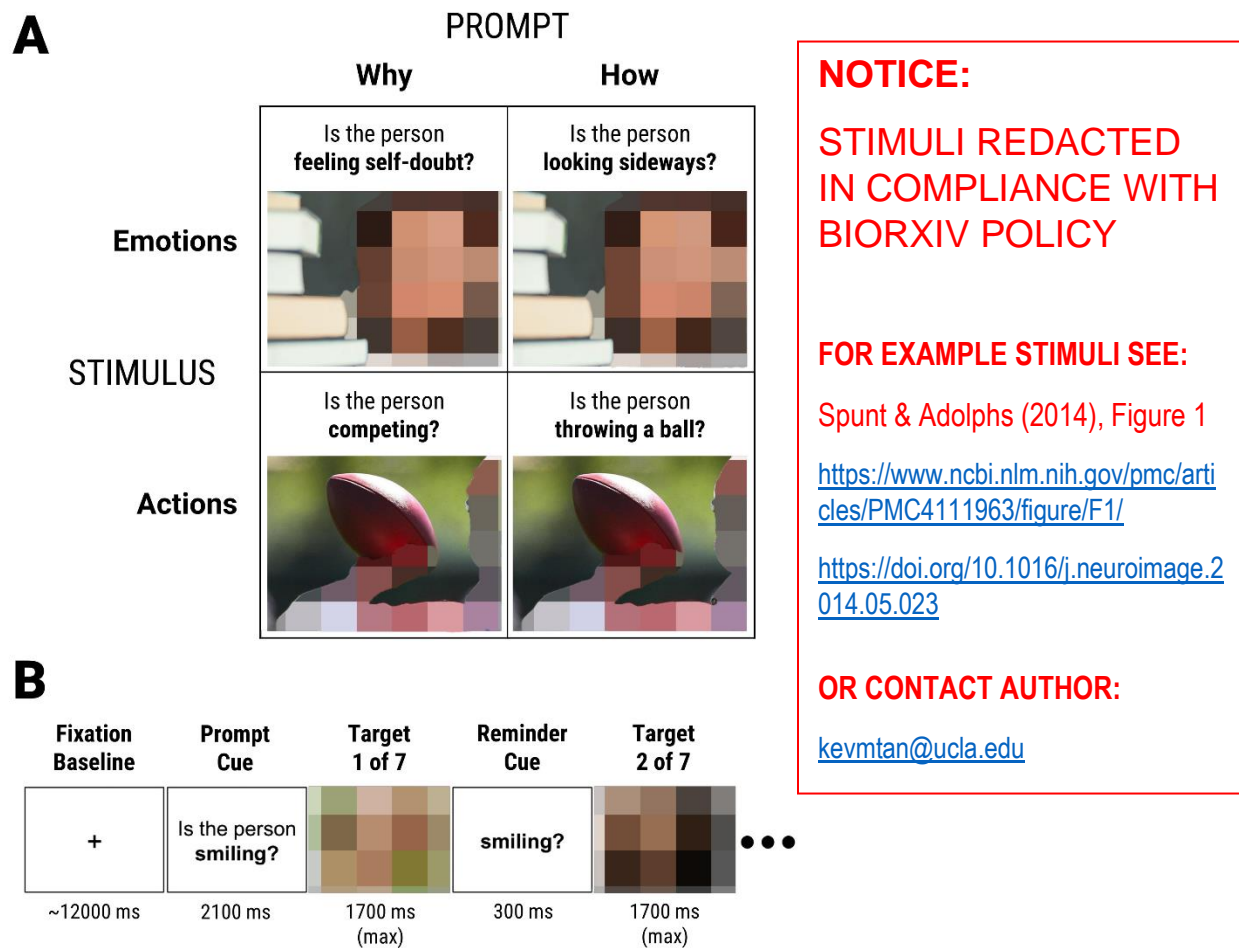 A
PROMPT
Why
How
Is the person
feeling self-doubt?
Is the person
looking sideways?
Emotions
STIMULUS
Is the person
competing?
Is the person
throwing a ball?
Actions
NOTICE:
STIMULI REDACTED
IN COMPLIANCE WITH
BIORXIV POLICY
FOR EXAMPLE STIMULI SEE:
Spunt & Adolphs (2014), Figure 1
https://www.ncbi.nlm.nih.gov/pmc/arti
cles/PMC4111963/figure/F1/
https://doi.org/10.1016/j.neuroimage.2
014.05.023
OR CONTACT AUTHOR:
kevmtan@ucla.edu
B
Fixation
Baseline
Prompt
Cue
Target
1 of 7
Reminder
Cue
Target
2 of 7
+
Is the person
smiling?
smiling?
•••
~12000 ms
2100 ms
1700 ms
(max)
300 ms
1700 ms
(max)